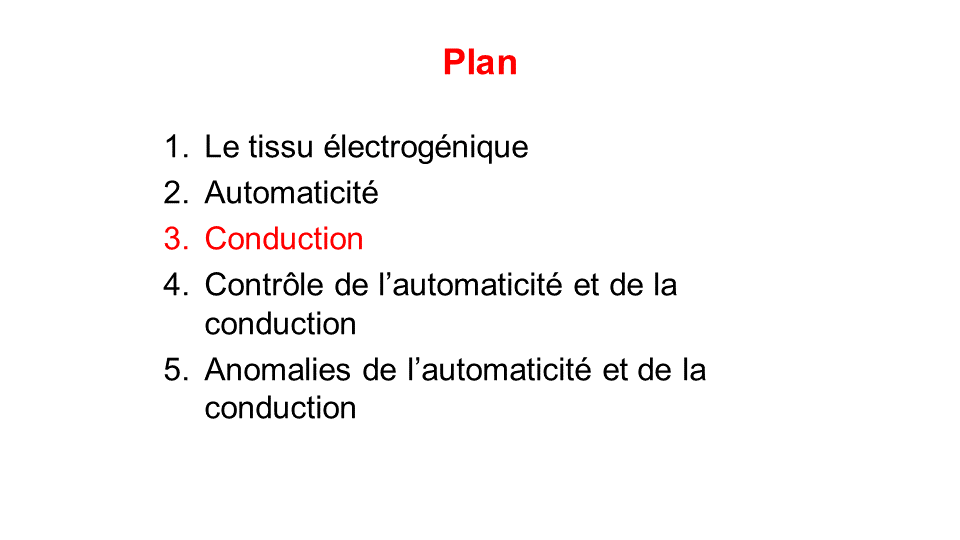 Plan
1. Le tissu électrogénique
2. Automaticité
3. Conduction
4. Contrôle de l’automaticité et de la
conduction
5. Anomalies de l’automaticité et de la
conduction